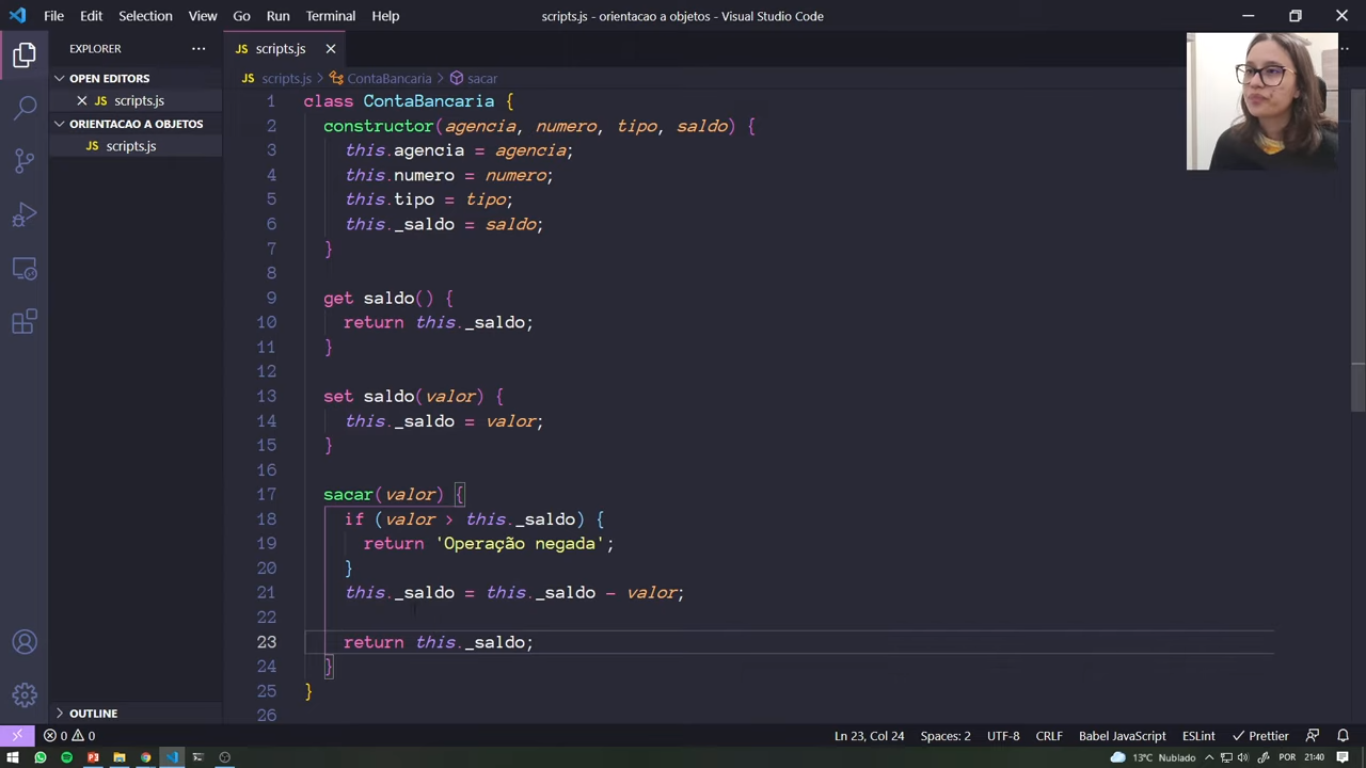 File Edit Selection View Go Run Terminal Help scripts.js - orientacao a objetos - Visual Studio Code
EXPLORER ... JS scripts.js
OPEN EDITORS
JS scripts.js
ORIENTACAO A OBJETOS
JS scripts.js
OUTLINE
JS scripts.js > ContaBancaria > sacar
1 class ContaBancaria {
2 constructor(agencia, numero, tipo, saldo) {
3 this.agencia = agencia;
4 this.numero = numero;
5 this.tipo = tipo;
6 this._saldo = saldo;
7 }
8
9 get saldo() {
10 return this._saldo;
11 }
12
13 set saldo(valor) {
14 this._saldo = valor;
15 }
16
17 sacar(valor) {
18 if (valor > this._saldo) {
19 return 'Operação negada';
20 }
21 this._saldo = this._saldo - valor;
22
23 return this._saldo;
24 }
25 }
26
0 0 Ln 23, Col 24 Spaces: 2 UTF-8 CRLF Babel JavaScript ESLint Prettier
13°C Nublado POR 21:40